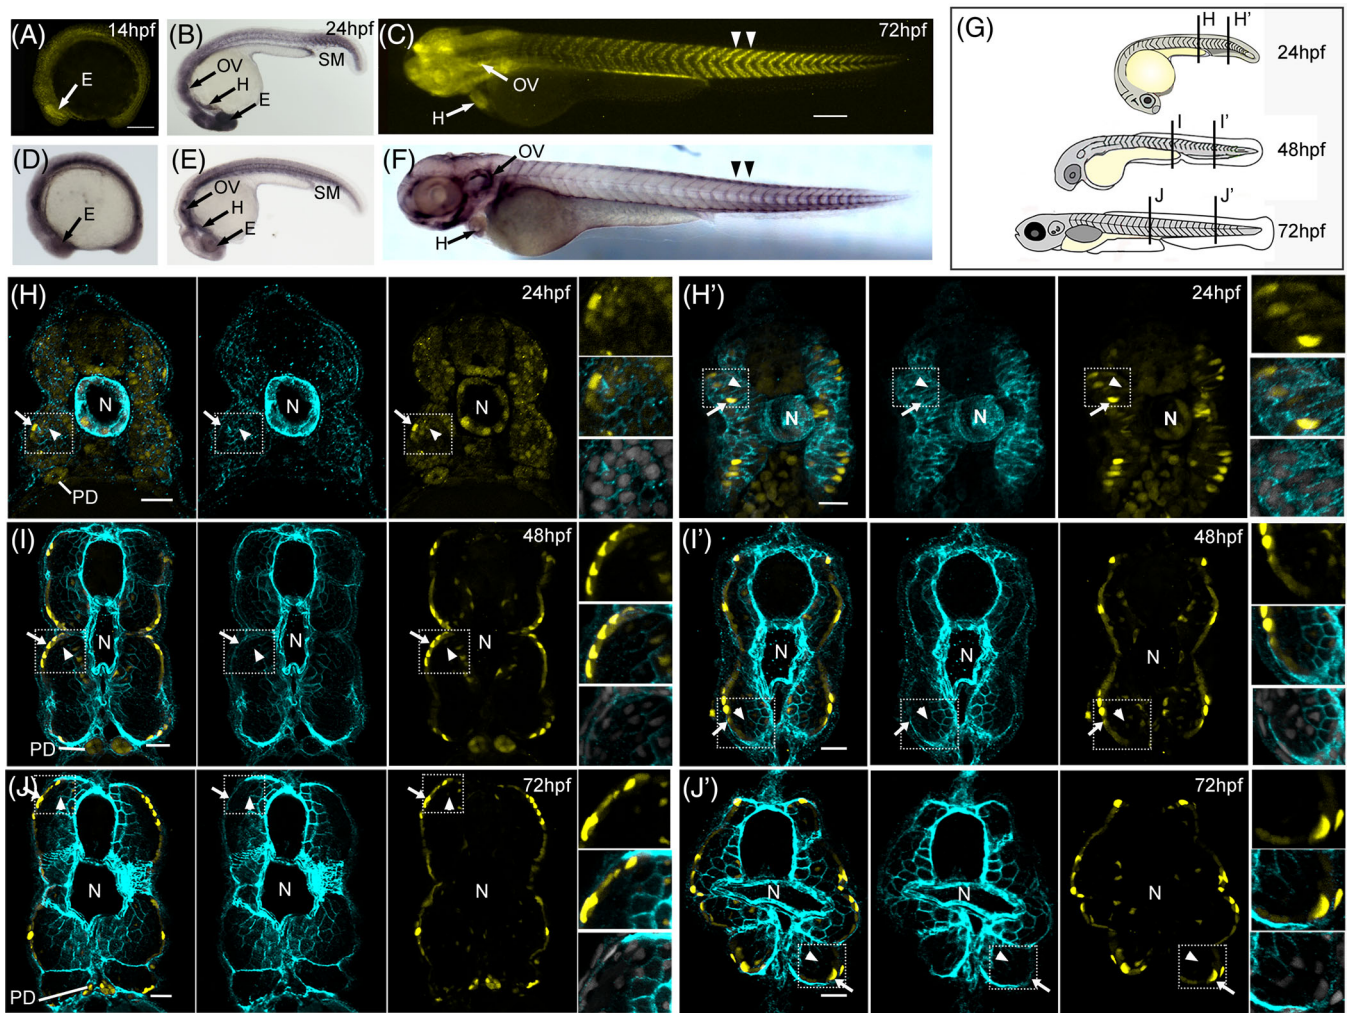 (A) 14hpf
E
(B) 24hpf
OV
H
E
SM
(C) 72hpf
OV
H
(G)
H H'
24hpf
I I'
48hpf
J J'
72hpf
(D)
E
(E)
OV
H
E
SM
(F)
OV
H
(H) 24hpf
N N N
PD
(H') 24hpf
N N N
(I) 48hpf
N N N
PD
(I') 48hpf
N N N
(J) 72hpf
N N N
PD
(J') 72hpf
N N N